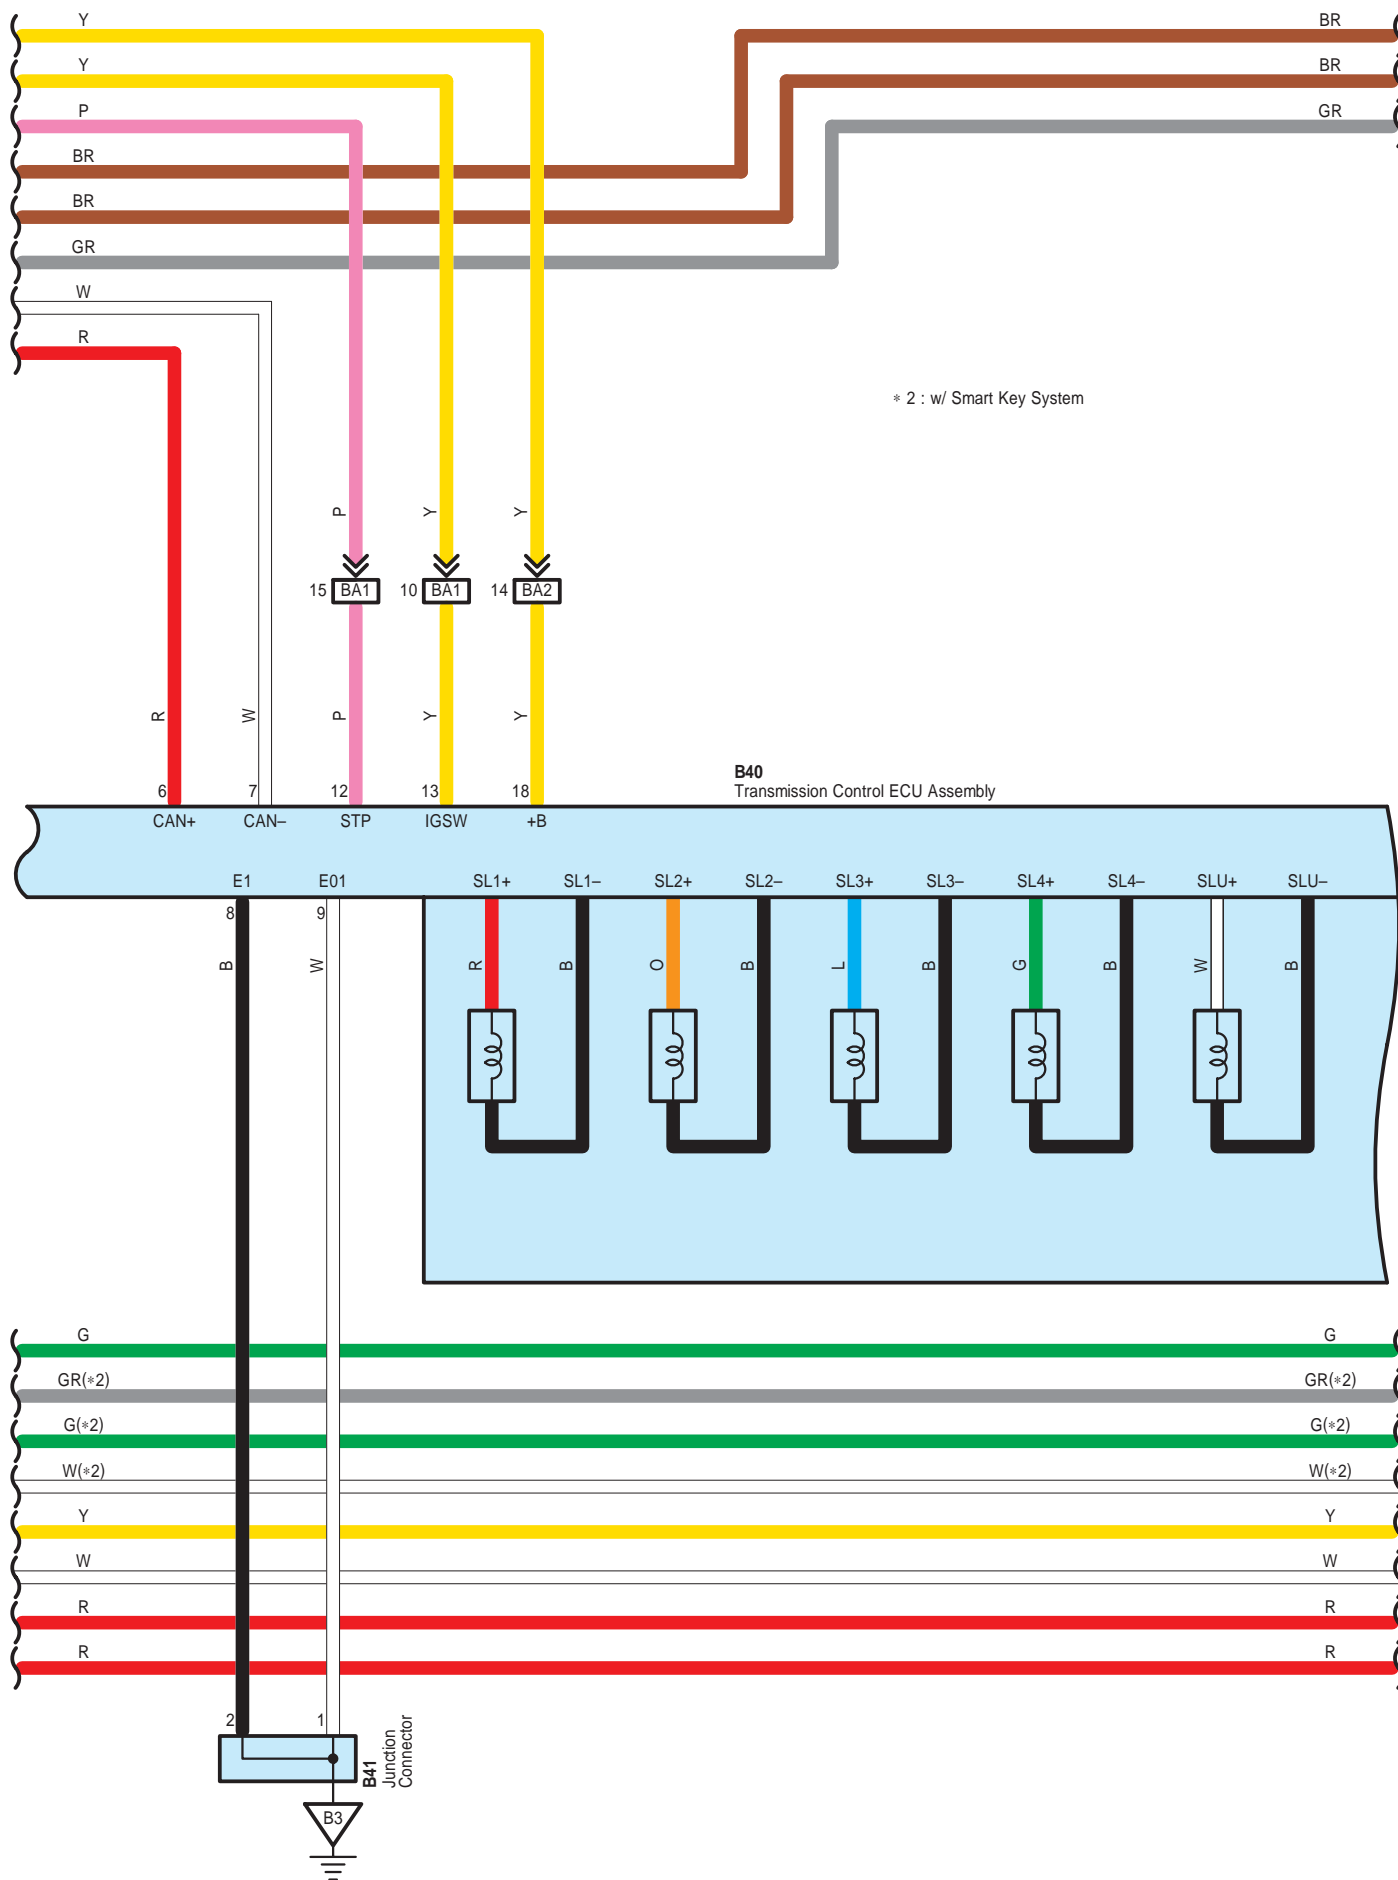 Y
BR
Y
BR
P
GR
BR
BR
GR
W
R
* 2 : w/ Smart Key System
P Y Y
15 BA1 10 BA1 14 BA2
R W P Y Y
B40
Transmission Control ECU Assembly
6 7 12 13 18
CAN+ CAN– STP IGSW +B
E1 E01 SL1+ SL1– SL2+ SL2– SL3+ SL3– SL4+ SL4– SLU+ SLU–
8 9
B W R B O B L B G B W B
G G
GR(*2) GR(*2)
G(*2) G(*2)
W(*2) W(*2)
Y Y
W W
R R
R R
2 1
B41
Junction
Connector
B3